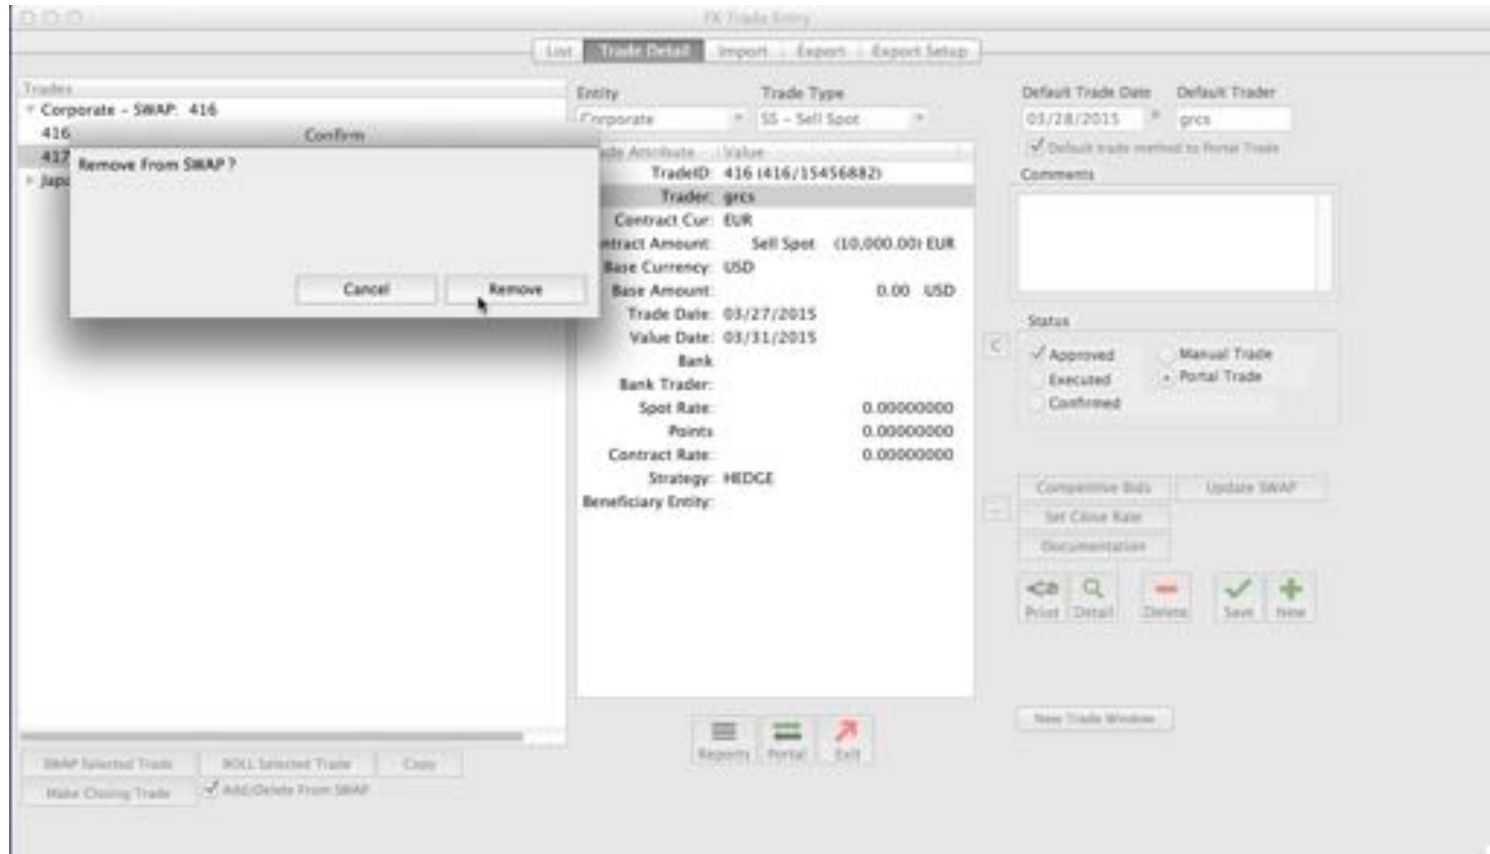 FX Trade Entry
List Trade Detail Import Export Export Setup
Trades
Corporate - SWAP: 416
416
417
Confirm
Remove From SWAP ?
Cancel Remove
Entity Trade Type
Corporate SS - Sell Spot
Attribute Value
TradeID: 416 (416/15456882)
Trader: grcs
Contract Cur: EUR
ntract Amount: Sell Spot (10,000.00) EUR
Base Currency: USD
Base Amount: 0.00 USD
Trade Date: 03/27/2015
Value Date: 03/31/2015
Bank
Bank Trader:
Spot Rate: 0.00000000
Points 0.00000000
Contract Rate: 0.00000000
Strategy: HEDGE
Beneficiary Entity:
Default Trade Date Default Trader
03/28/2015 grcs
Default trade method to Portal Trade
Comments
Status
Approved Manual Trade
Executed Portal Trade
Confirmed
C
Competitive Bids Update SWAP
Set Close Rate
Documentation
Print Detail Delete Save New
New Trade Window
Reports Portal Exit
SWAP Selected Trade ROLL Selected Trade Copy
Make Closing Trade Add/Delete From SWAP